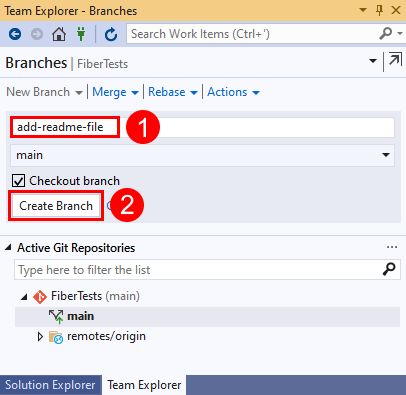 Team Explorer - Branches
Search Work Items (Ctrl+')
Branches | FiberTests
New Branch Merge Rebase Actions
add-readme-file
1
main
Checkout branch
Create Branch
2
Active Git Repositories
Type here to filter the list
FiberTests (main)
main
remotes/origin
Solution Explorer Team Explorer